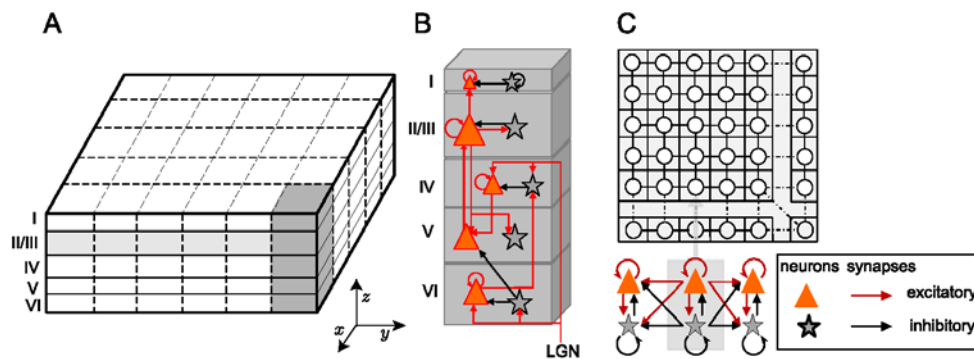 A
B
C
I
II/III
IV
V
VI
I
II/III
IV
V
VI
z
x
y
LGN
neurons synapses
excitatory
inhibitory